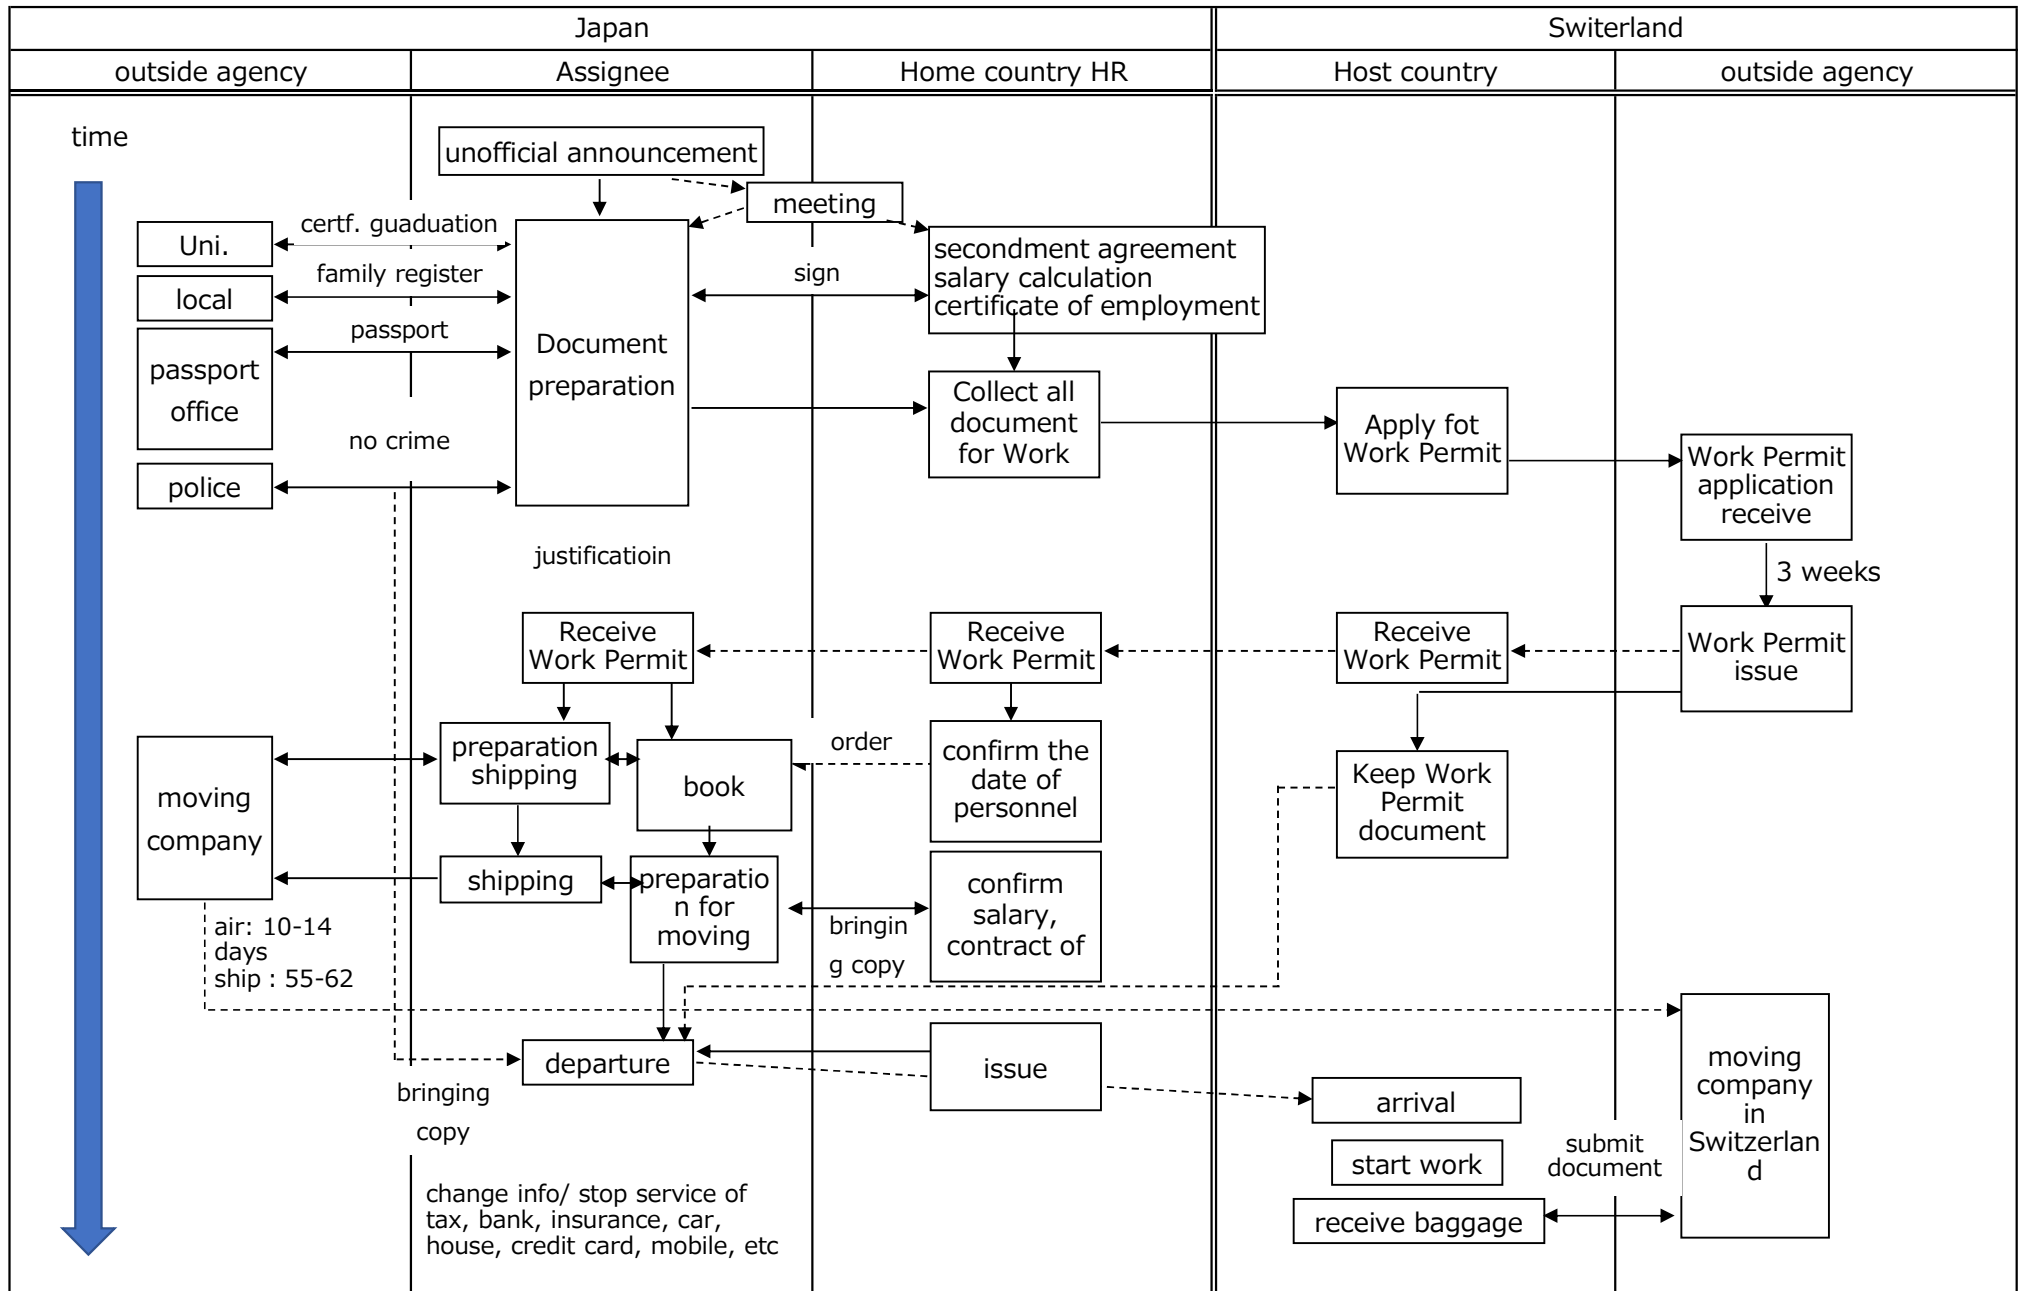 Japan
Switerland
outside agency
Assignee
Home country HR
Host country
outside agency
time
unofficial announcement
meeting
certf. guaduation
Uni.
secondment agreement
salary calculation
certificate of employment
family register
sign
local
passport
Document
preparation
passport
office
Collect all
document
for Work
Apply fot
Work Permit
no crime
Work Permit
application
receive
police
justificatioin
3 weeks
Receive
Work Permit
Receive
Work Permit
Receive
Work Permit
Work Permit
issue
preparation
shipping
order
confirm the
date of
personnel
book
Keep Work
Permit
document
moving
company
shipping
preparatio
n for
moving
confirm
salary,
contract of
bringin
g copy
air: 10-14
days
ship : 55-62
departure
issue
moving
company
in
Switzerlan
d
arrival
bringing
copy
start work
submit
document
change info/ stop service of
tax, bank, insurance, car,
house, credit card, mobile, etc
receive baggage